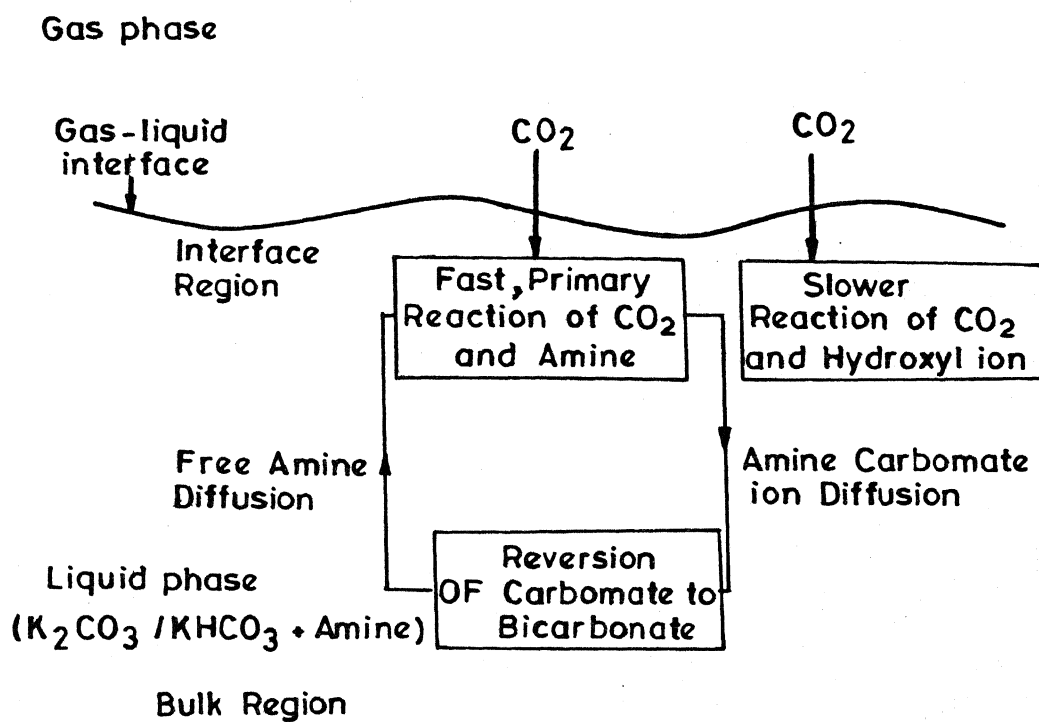 Gas phase
Gas-liquid
interface
CO2
CO2
Interface
Region
Fast, Primary
Reaction of CO2
and Amine
Slower
Reaction of CO2
and Hydroxyl ion
Free Amine
Diffusion
Amine Carbomate
ion Diffusion
Reversion
OF Carbomate to
Bicarbonate
Liquid phase
(K2CO3 / KHCO3 + Amine)
Bulk Region